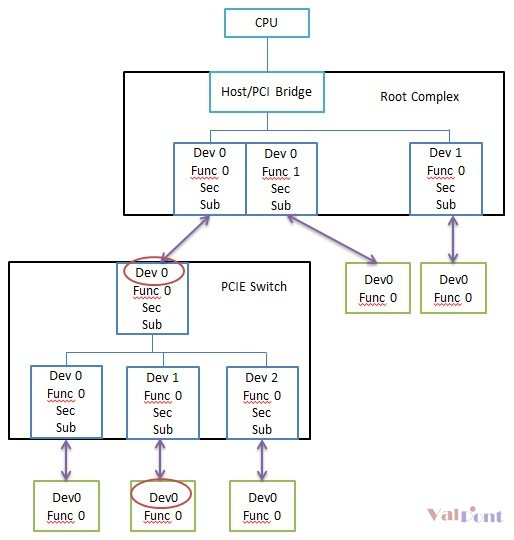 CPU
Host/PCI Bridge
Root Complex
Dev 0
Func 0
Sec
Sub
Dev 0
Func 1
Sec
Sub
Dev 1
Func 0
Sec
Sub
Dev 0
Func 0
Sec
Sub
PCIE Switch
Dev0
Func 0
Dev0
Func 0
Dev 0
Func 0
Sec
Sub
Dev 1
Func 0
Sec
Sub
Dev 2
Func 0
Sec
Sub
Dev0
Func 0
Dev0
Func 0
Dev0
Func 0
ValPont